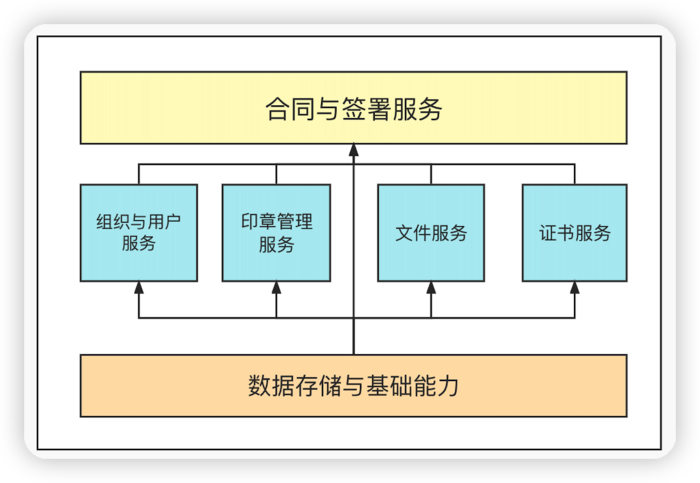 合同与签署服务
组织与用户
服务
印章管理
服务
文件服务
证书服务
数据存储与基础能力